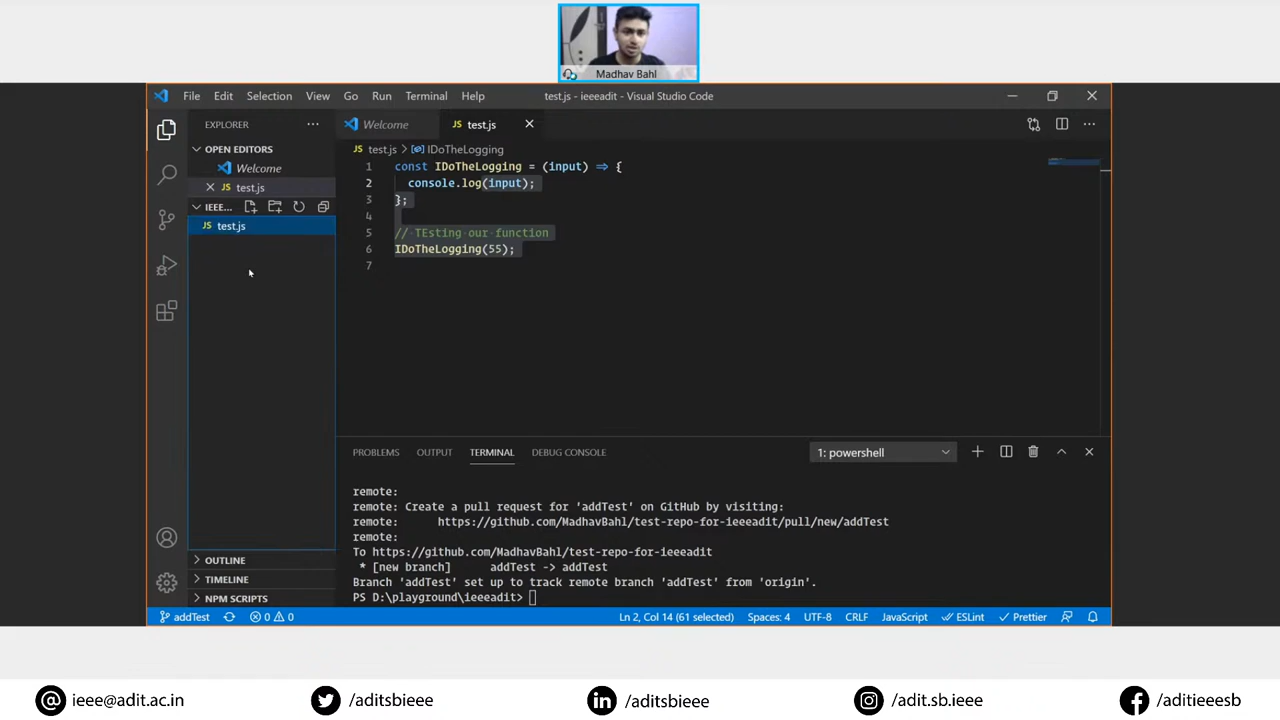 Madhav Bahl
File Edit Selection View Go Run Terminal Help test.js - ieeeadit - Visual Studio Code
EXPLORER
Welcome
test.js
OPEN EDITORS
Welcome
test.js
IEEE...
test.js
test.js > IDoTheLogging
1 const IDoTheLogging = (input) => {
2 console.log(input);
3 };
4
5 // TEsting our function
6 IDoTheLogging(55);
7
PROBLEMS OUTPUT TERMINAL DEBUG CONSOLE 1: powershell
remote:
remote: Create a pull request for 'addTest' on GitHub by visiting:
remote: https://github.com/MadhavBahl/test-repo-for-ieeeadit/pull/new/addTest
remote:
To https://github.com/MadhavBahl/test-repo-for-ieeeadit
* [new branch] addTest -> addTest
Branch 'addTest' set up to track remote branch 'addTest' from 'origin'.
PS D:\playground\ieeeadit>
OUTLINE
TIMELINE
NPM SCRIPTS
addTest 0 0 Ln 2, Col 14 (61 selected) Spaces: 4 UTF-8 CRLF JavaScript ESLint Prettier
ieee@adit.ac.in /aditsbieee /aditsbieee /adit.sb.ieee /aditieeesb